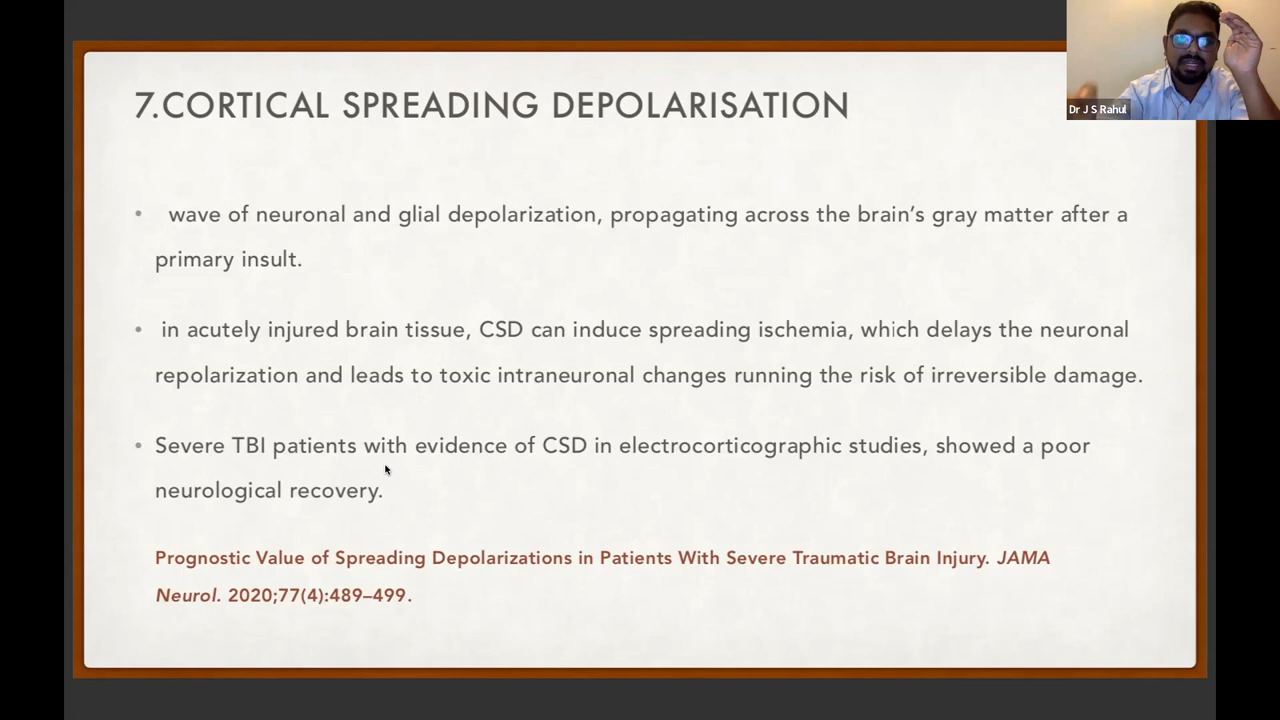 7.CORTICAL SPREADING DEPOLARISATION
Dr J S Rahul
• wave of neuronal and glial depolarization, propagating across the brain’s gray matter after a
primary insult.
• in acutely injured brain tissue, CSD can induce spreading ischemia, which delays the neuronal
repolarization and leads to toxic intraneuronal changes running the risk of irreversible damage.
• Severe TBI patients with evidence of CSD in electrocorticographic studies, showed a poor
neurological recovery.
Prognostic Value of Spreading Depolarizations in Patients With Severe Traumatic Brain Injury. JAMA
Neurol. 2020;77(4):489–499.